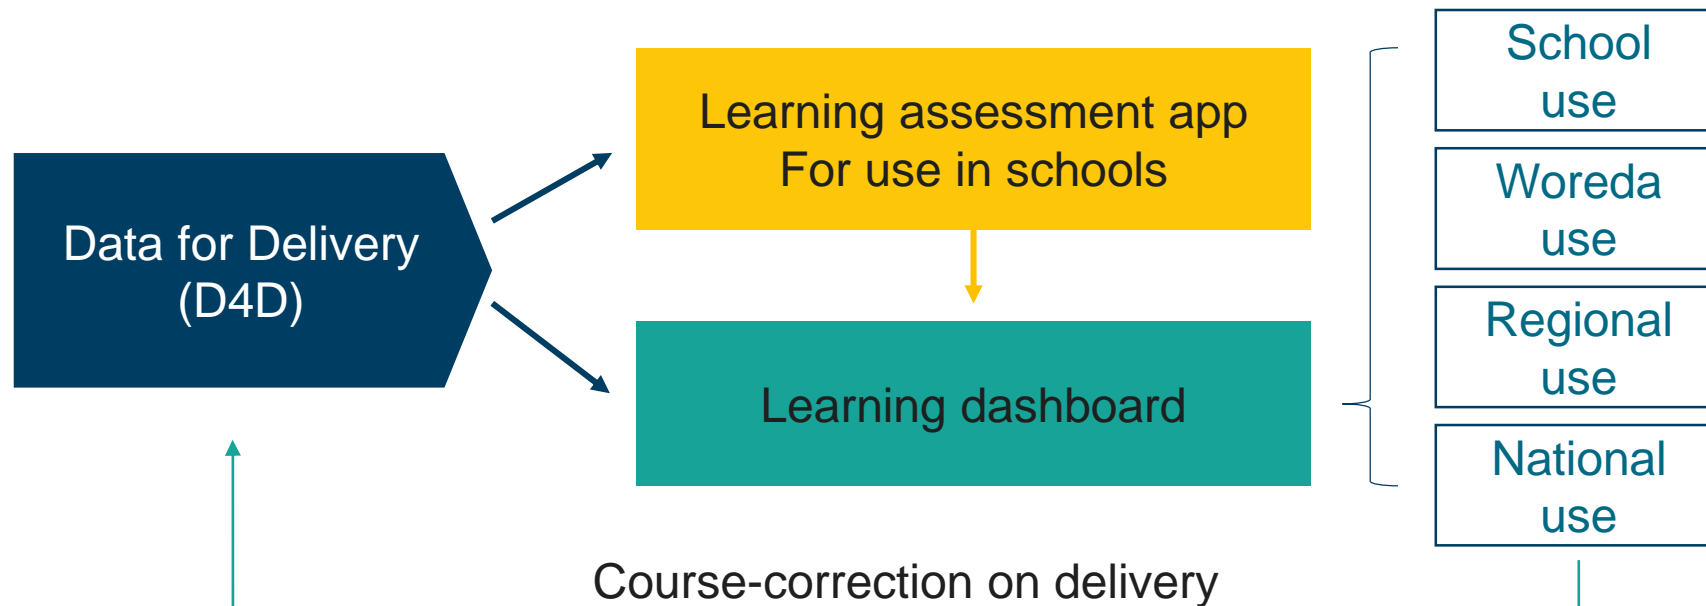 Data for Delivery
(D4D)
Learning assessment app
For use in schools
Learning dashboard
School
use
Woreda
use
Regional
use
National
use
Course-correction on delivery